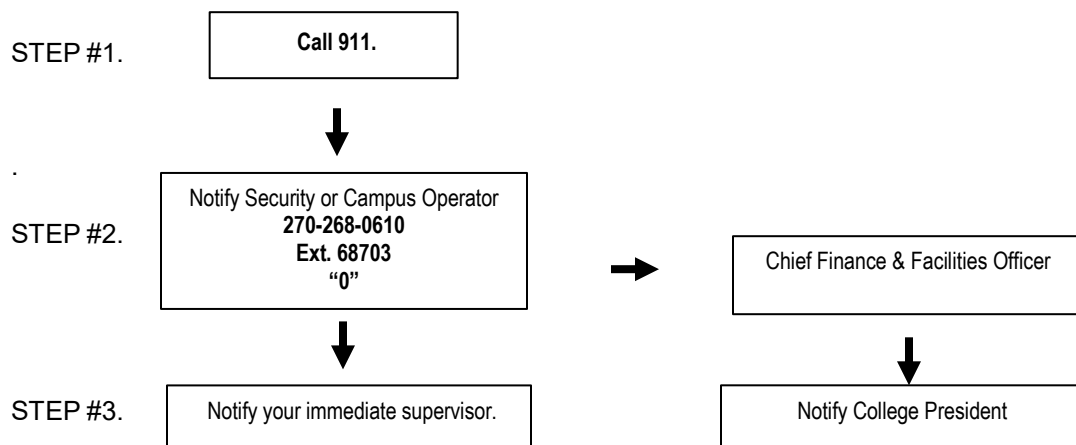 STEP #1.
Call 911.
.
STEP #2.
Notify Security or Campus Operator
270-268-0610
Ext. 68703
“0”
Chief Finance & Facilities Officer
STEP #3.
Notify your immediate supervisor.
Notify College President